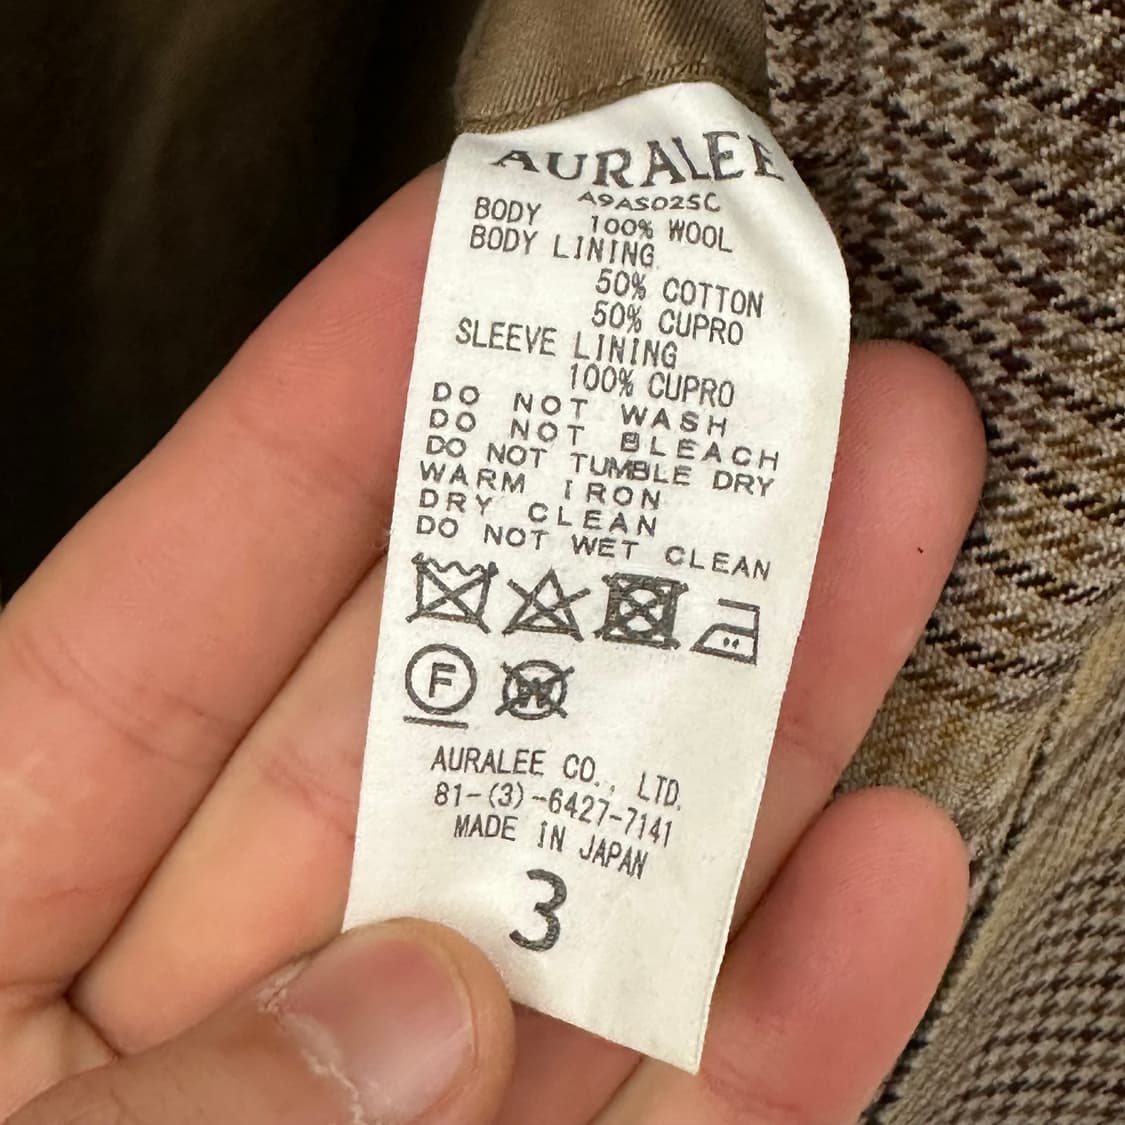 AURALEE
A9AS025C
BODY 100% WOOL
BODY LINING
50% COTTON
50% CUPRO
SLEEVE LINING
100% CUPRO
DO NOT WASH
DO NOT BLEACH
DO NOT TUMBLE DRY
WARM IRON
DRY CLEAN
DO NOT WET CLEAN
F W
AURALEE CO., LTD.
81-(3)-6427-7141
MADE IN JAPAN
3